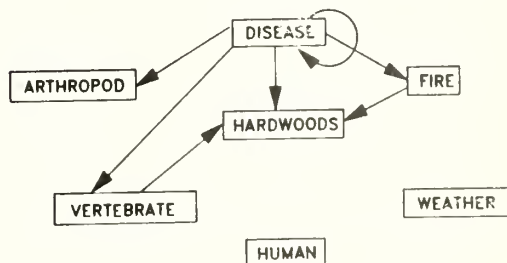 DISEASE
ARTHROPOD
FIRE
HARDWOODS
VERTEBRATE
WEATHER
HUMAN